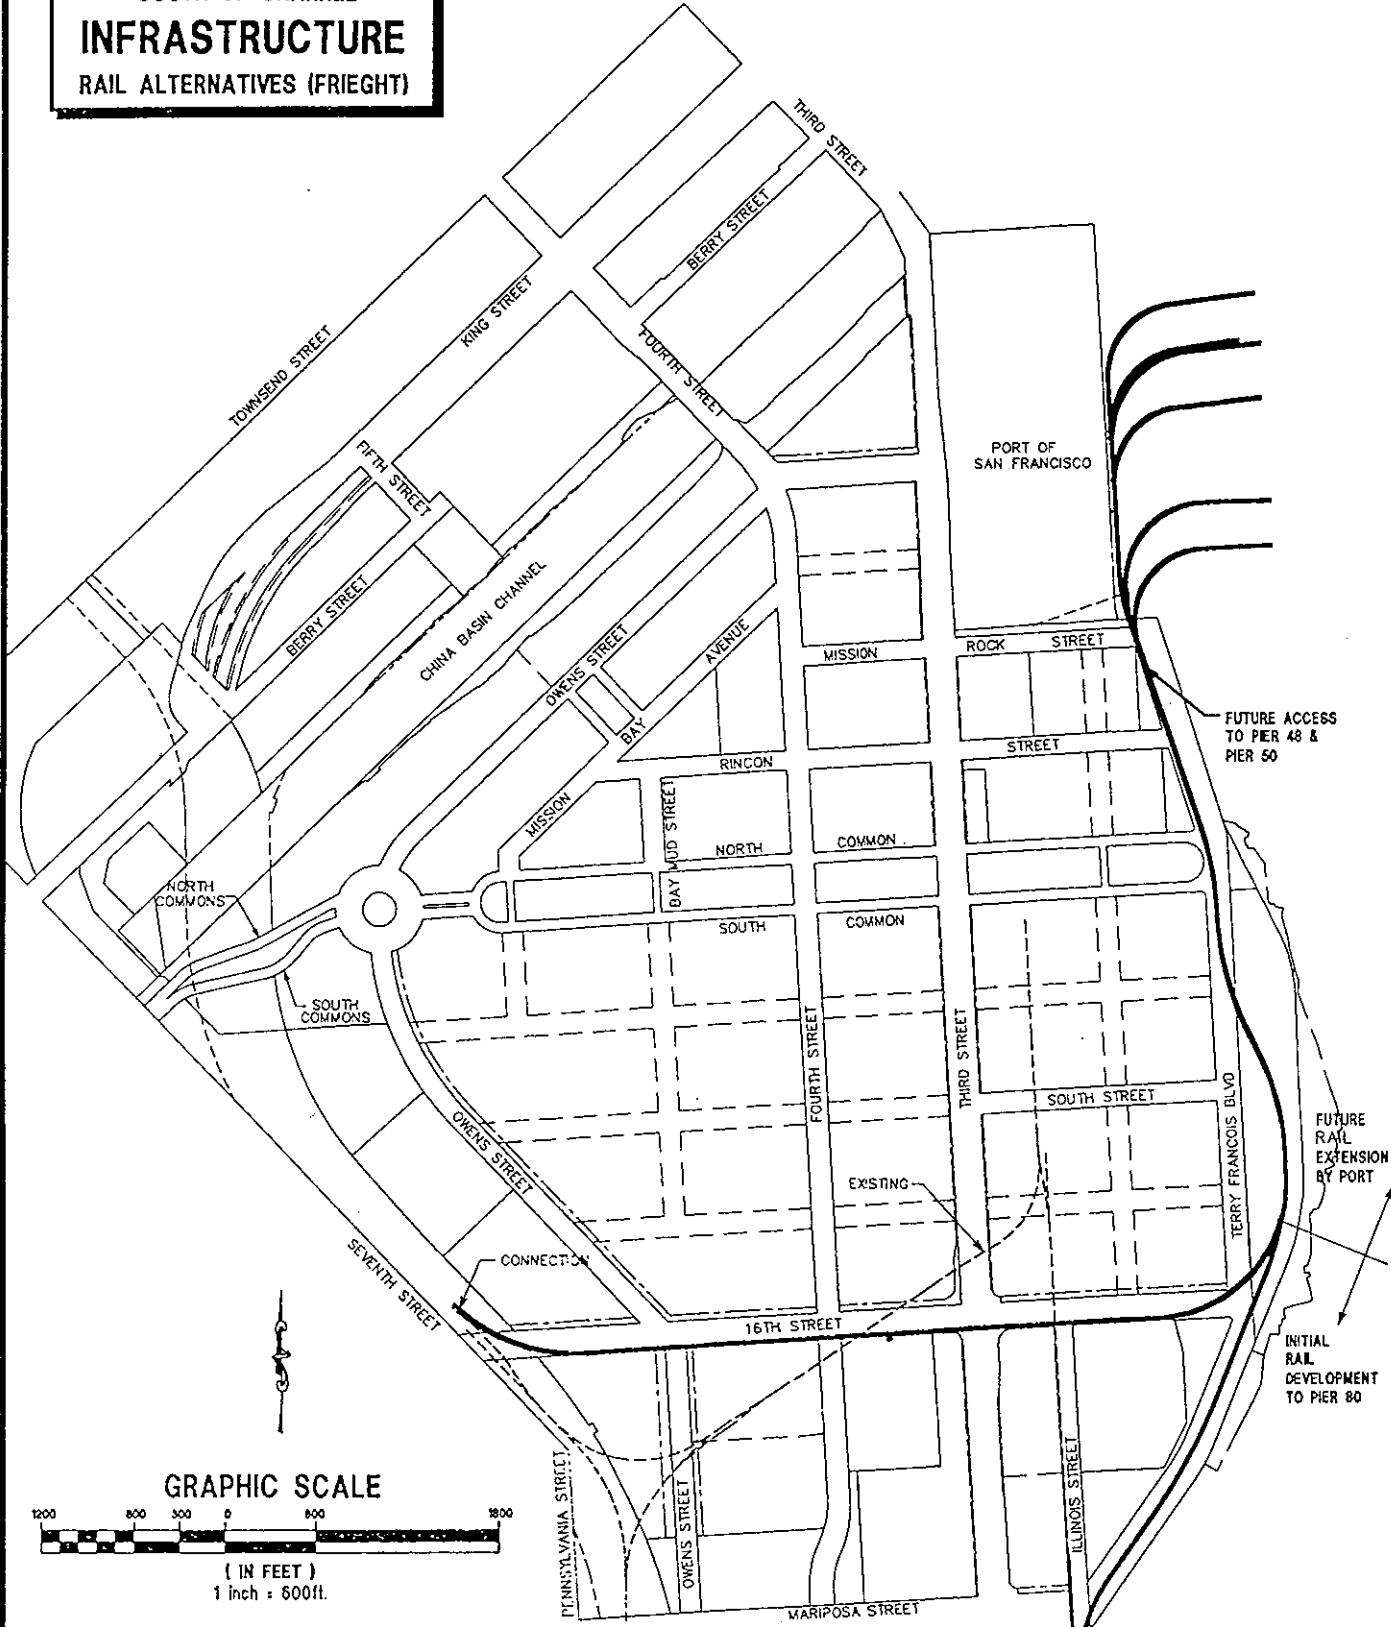 INFRASTRUCTURE
RAIL ALTERNATIVES (FRIEGHT)
THIRD STREET
BERRY STREET
KING STREET
TOWNSEND STREET
FOURTH STREET
FIFTH STREET
PORT OF
SAN FRANCISCO
BERRY STREET
CHINA BASIN CHANNEL
OWENS STREET
AVENUE
BAY
MISSION
MISSION
ROCK
STREET
FUTURE ACCESS
TO PIER 48 &
PIER 50
RINCON
STREET
BAY MUD STREET
NORTH
COMMON
NORTH
COMMONS
SOUTH
COMMON
SOUTH
COMMONS
FOURTH STREET
THIRD STREET
SOUTH STREET
TERRY FRANCOIS BLVD
FUTURE
RAIL
EXTENSION
BY PORT
OWENS STREET
EXISTING
CONNECTION
SEVENTH STREET
16TH STREET
INITIAL
RAIL
DEVELOPMENT
TO PIER 80
PENNSYLVANIA STREET
OWENS STREET
ILLINOIS STREET
MARIPOSA STREET
GRAPHIC SCALE
1200 800 300 0 600 1800
( IN FEET )
1 inch = 600ft.